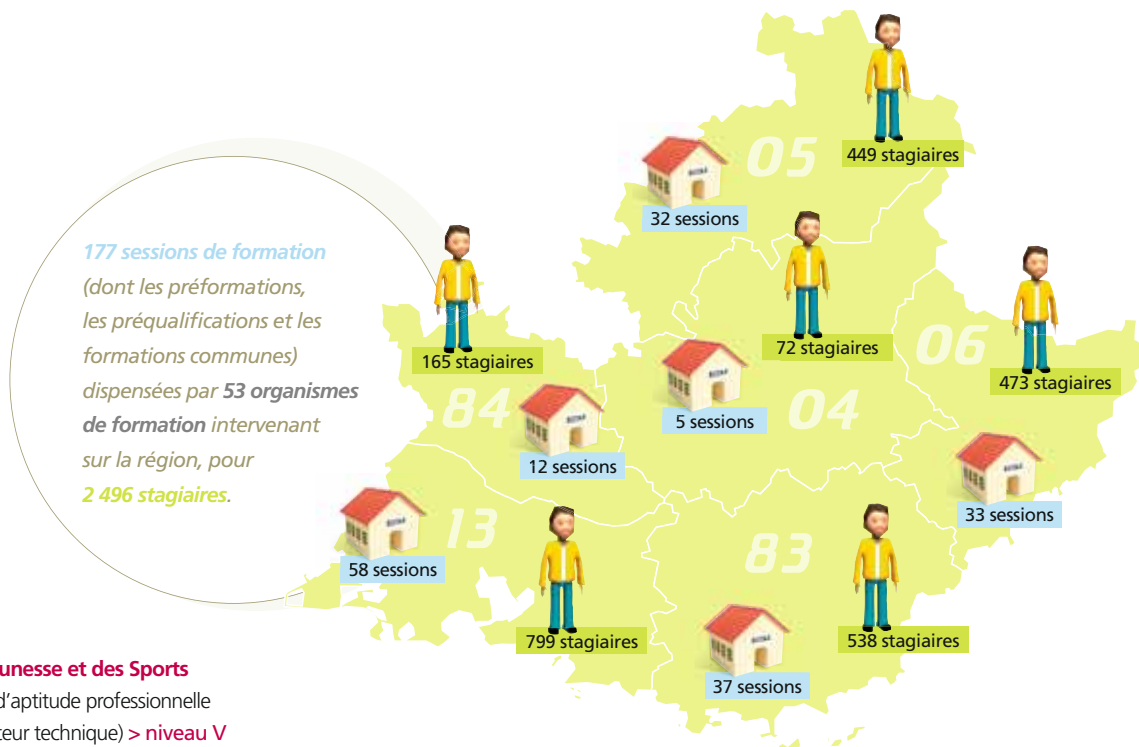 05
449 stagiaires
32 sessions
177 sessions de formation
(dont les préformations,
les préqualifications et les
formations communes)
dispensées par 53 organismes
de formation intervenant
sur la région, pour
2 496 stagiaires.
165 stagiaires
72 stagiaires
06
473 stagiaires
84
5 sessions
04
12 sessions
33 sessions
13
58 sessions
83
799 stagiaires
538 stagiaires
37 sessions
unesse et des Sports
d'aptitude professionnelle
teur technique) > niveau V